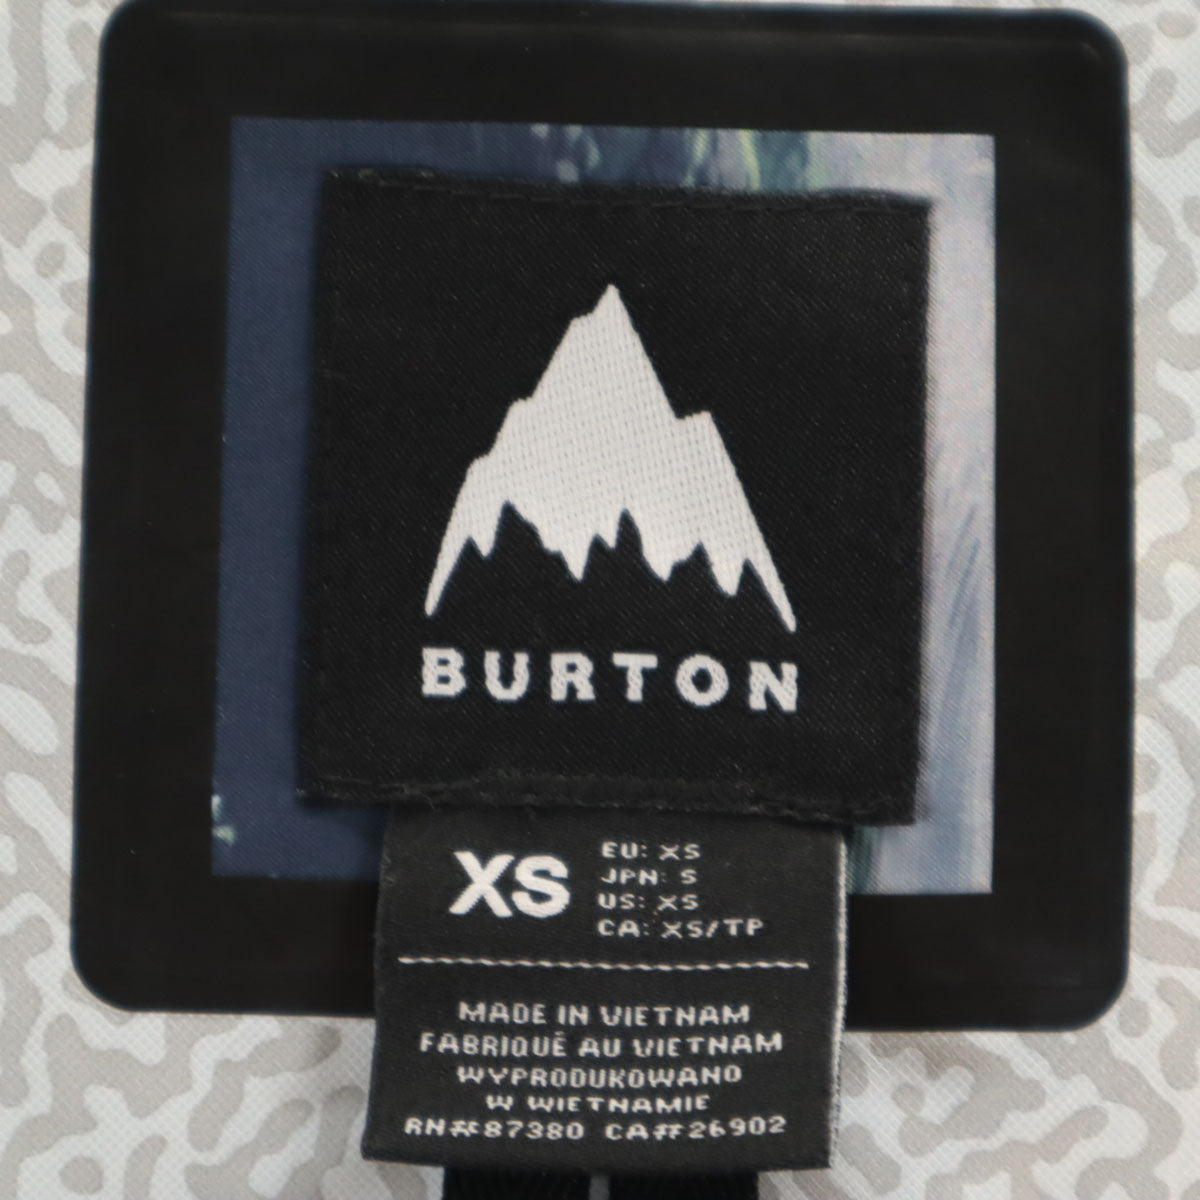 BURTON
XS
EU: XS
JPN: S
US: XS
CA: XS/TP
MADE IN VIETNAM
FABRIQUÉ AU VIETNAM
WYPRODUKOWANO
W WIETNAMIE
RN#87380 CA#26902